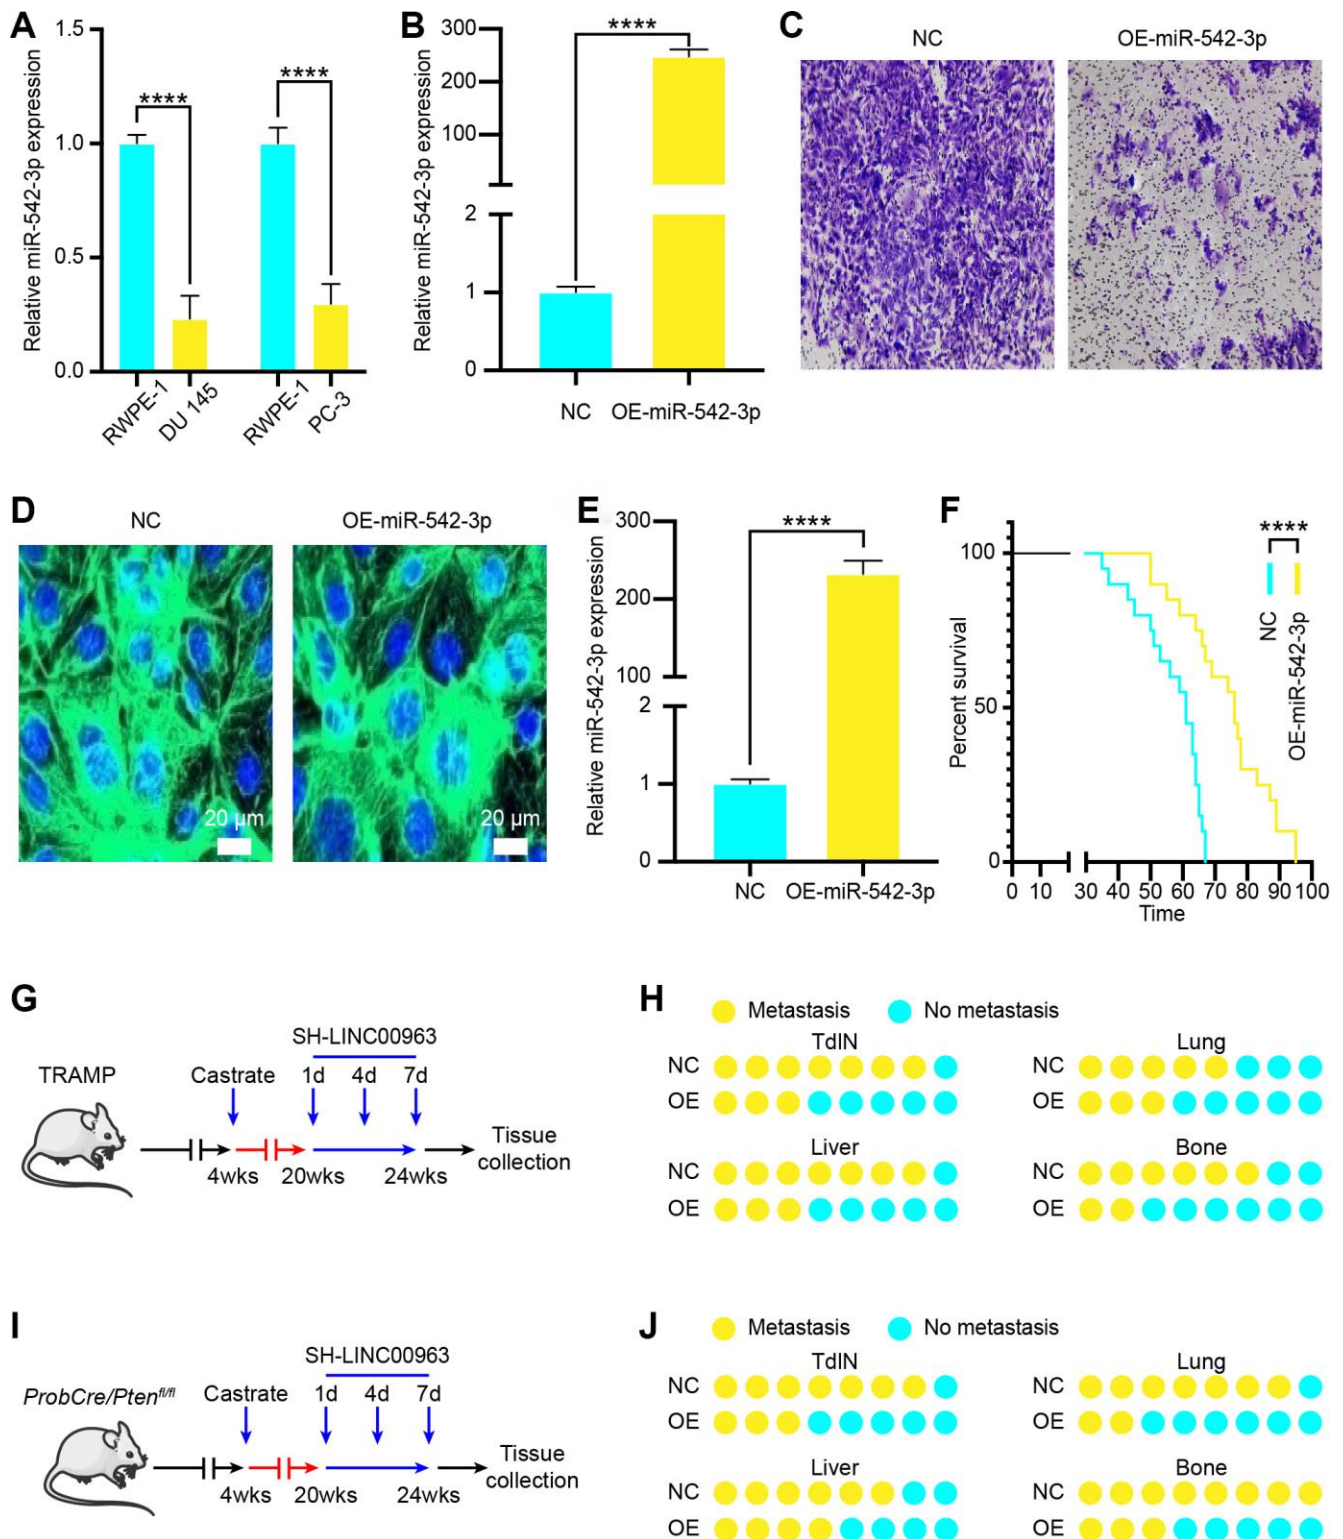 A
1.5
1.0
0.5
0.0
Relative miR-542-3p expression
****
****
RWPE-1
DU 145
RWPE-1
PC-3
B
300
200
100
2
1
0
Relative miR-542-3p expression
****
NC
OE-miR-542-3p
C
NC
OE-miR-542-3p
D
NC
OE-miR-542-3p
20 μm
20 μm
E
300
200
100
2
1
0
Relative miR-542-3p expression
****
NC
OE-miR-542-3p
F
100
50
0
Percent survival
****
NC
OE-miR-542-3p
0 10 30 40 50 60 70 80 90 100
Time
G
SH-LINC00963
TRAMP
Castrate
1d 4d 7d
4wks 20wks 24wks
Tissue
collection
H
Metastasis No metastasis
TdlN
NC
OE
Lung
NC
OE
Liver
NC
OE
Bone
NC
OE
I
SH-LINC00963
ProbCre/Pten^fl/fl
Castrate
1d 4d 7d
4wks 20wks 24wks
Tissue
collection
J
Metastasis No metastasis
TdlN
NC
OE
Lung
NC
OE
Liver
NC
OE
Bone
NC
OE